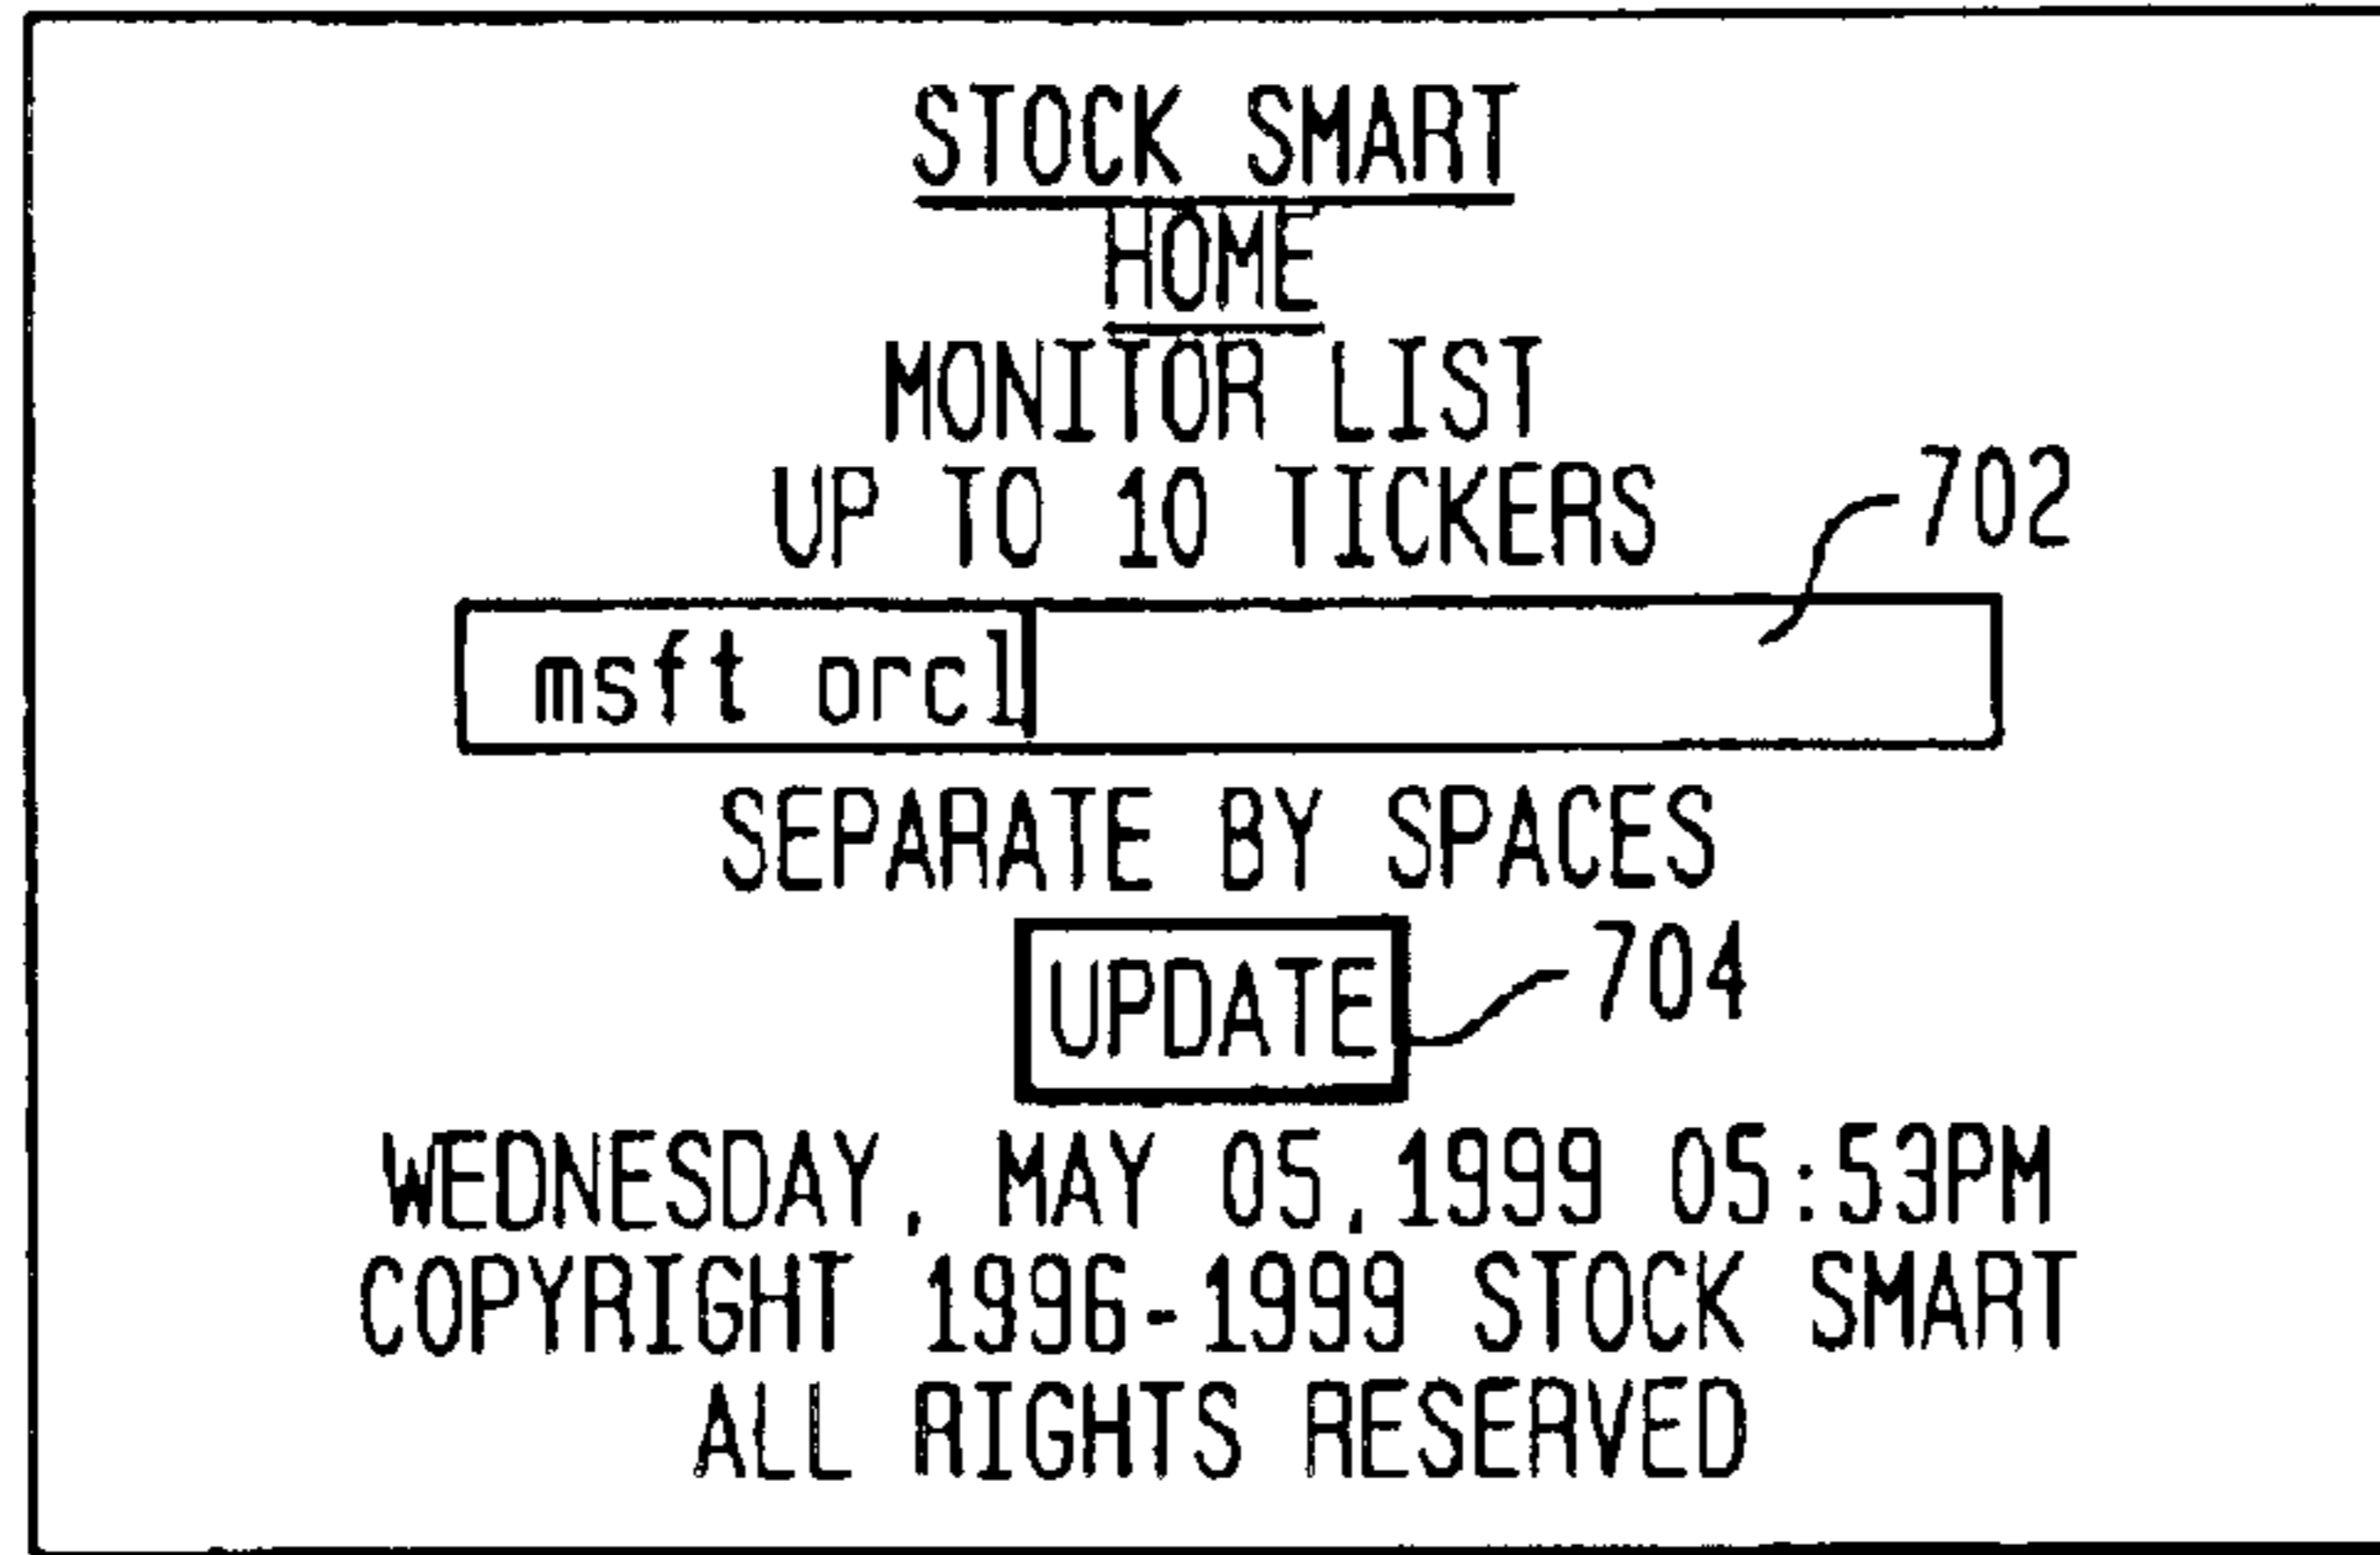 STOCK SMART
HOME
MONITOR LIST
UP TO 10 TICKERS
702
msft orcl
SEPARATE BY SPACES
UPDATE
704
WEDNESDAY, MAY 05,1999 05:53PM
COPYRIGHT 1996-1999 STOCK SMART
ALL RIGHTS RESERVED